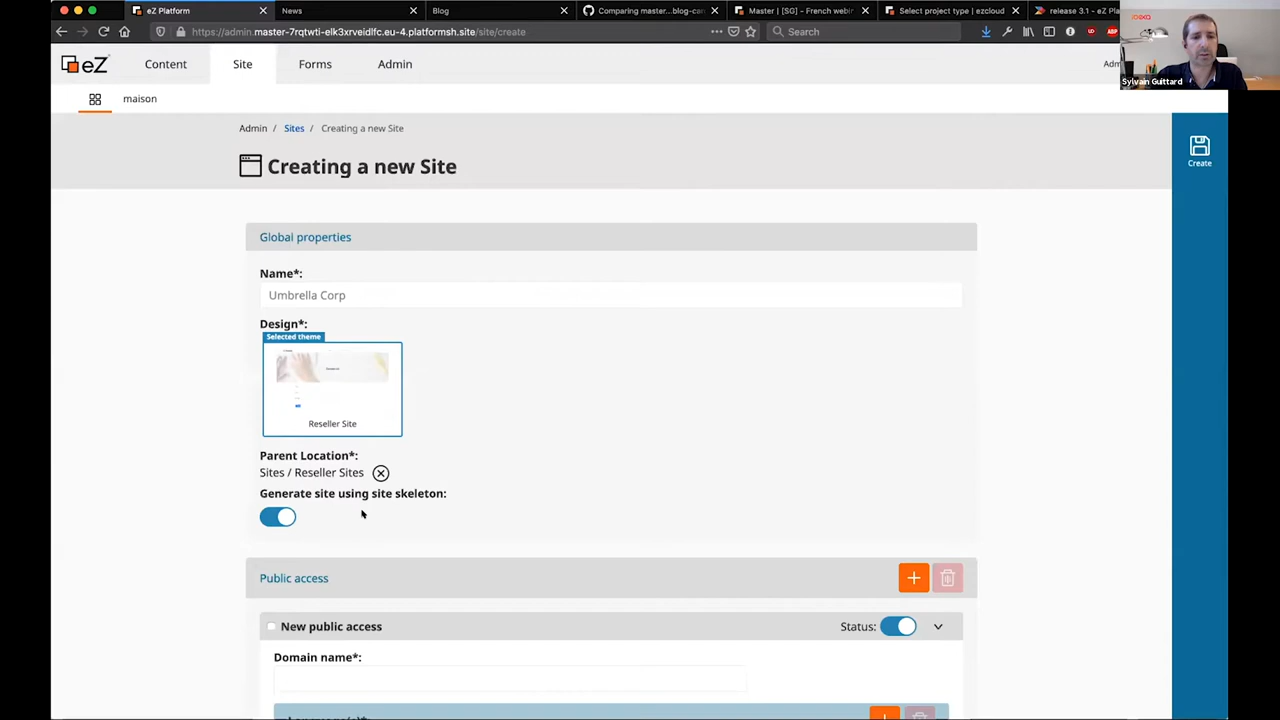 eZ Platform
News
Blog
Comparing master...blog-can
Master | [SG] - French webin
Select project type | ezcloud
release 3.1 - eZ Pla
https://admin.master-7rqtwti-elk3xrveidlfc.eu-4.platformsh.site/site/create
Search
eZ
Content
Site
Forms
Admin
Adm
Sylvain Guittard
maison
Admin / Sites / Creating a new Site
Creating a new Site
Create
Global properties
Name*:
Umbrella Corp
Design*:
Selected theme
Reseller Site
Parent Location*:
Sites / Reseller Sites
Generate site using site skeleton:
Public access
New public access
Status:
Domain name*: